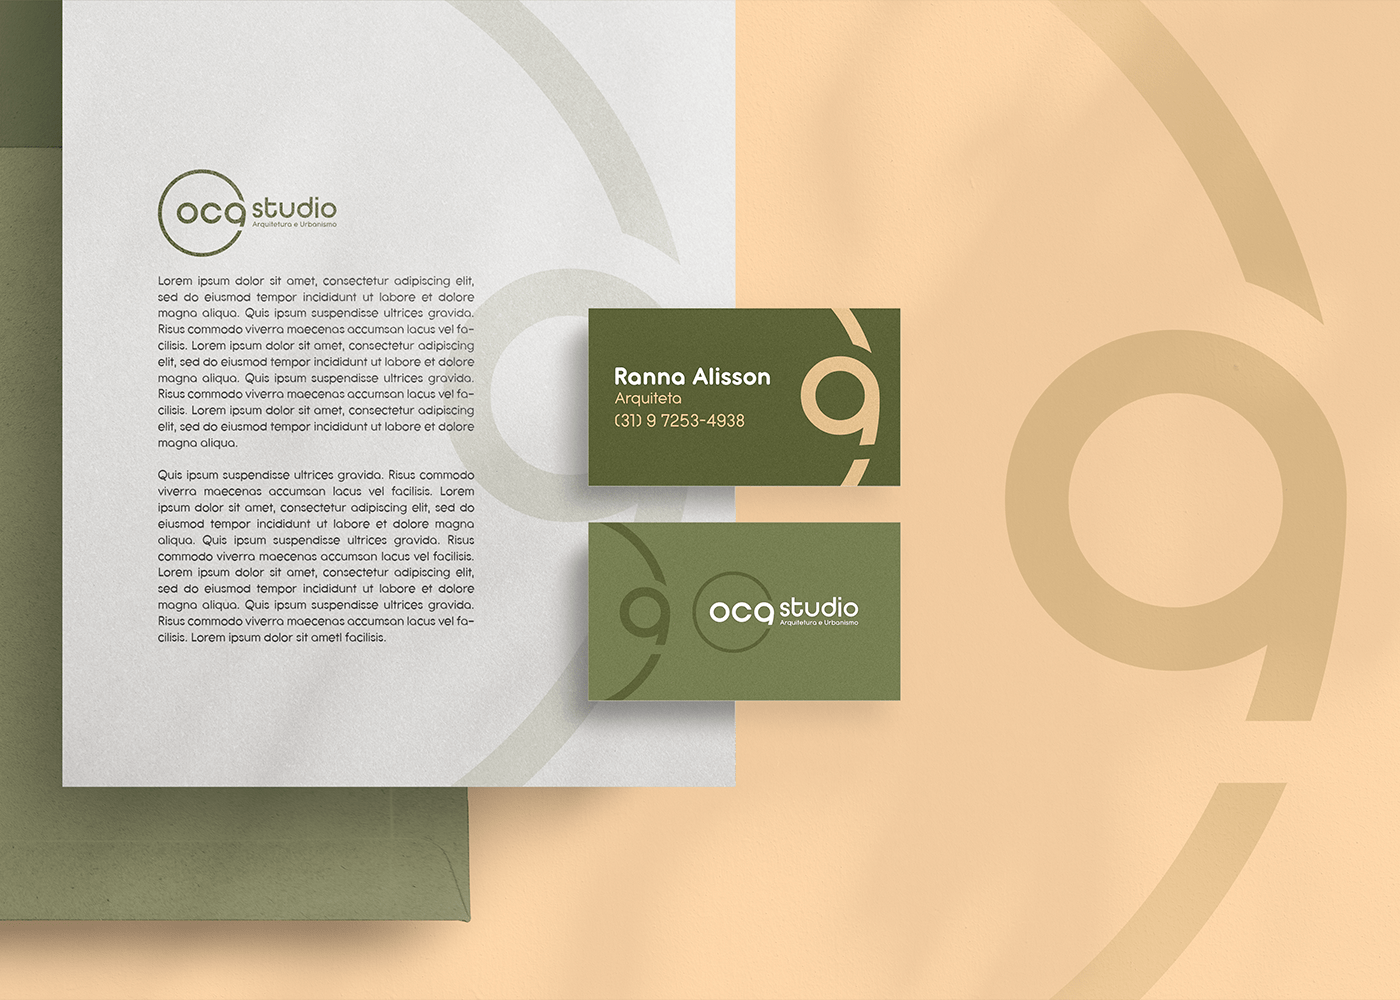 oca studio
Arquitetura e Urbanismo
Lorem ipsum dolor sit amet, consectetur adipiscing elit,
sed do eiusmod tempor incididunt ut labore et dolore
magna aliqua. Quis ipsum suspendisse ultrices gravida.
Risus commodo viverra maecenas accumsan lacus vel fa-
cilisis. Lorem ipsum dolor sit amet, consectetur adipiscing
elit, sed do eiusmod tempor incididunt ut labore et dolore
magna aliqua. Quis ipsum suspendisse ultrices gravida.
Risus commodo viverra maecenas accumsan lacus vel fa-
cilisis. Lorem ipsum dolor sit amet, consectetur adipiscing
elit, sed do eiusmod tempor incididunt ut labore et dolore
magna aliqua.
Quis ipsum suspendisse ultrices gravida. Risus commodo
viverra maecenas accumsan lacus vel facilisis. Lorem
ipsum dolor sit amet, consectetur adipiscing elit, sed do
eiusmod tempor incididunt ut labore et dolore magna
aliqua. Quis ipsum suspendisse ultrices gravida. Risus
commodo viverra maecenas accumsan lacus vel facilisis.
Lorem ipsum dolor sit amet, consectetur adipiscing elit,
sed do eiusmod tempor incididunt ut labore et dolore
magna aliqua. Quis ipsum suspendisse ultrices gravida.
Risus commodo viverra maecenas accumsan lacus vel fa-
cilisis. Lorem ipsum dolor sit ametl facilisis.
Ranna Alisson
Arquiteta
(31) 9 7253-4938
oca studio
Arquitetura e Urbanismo